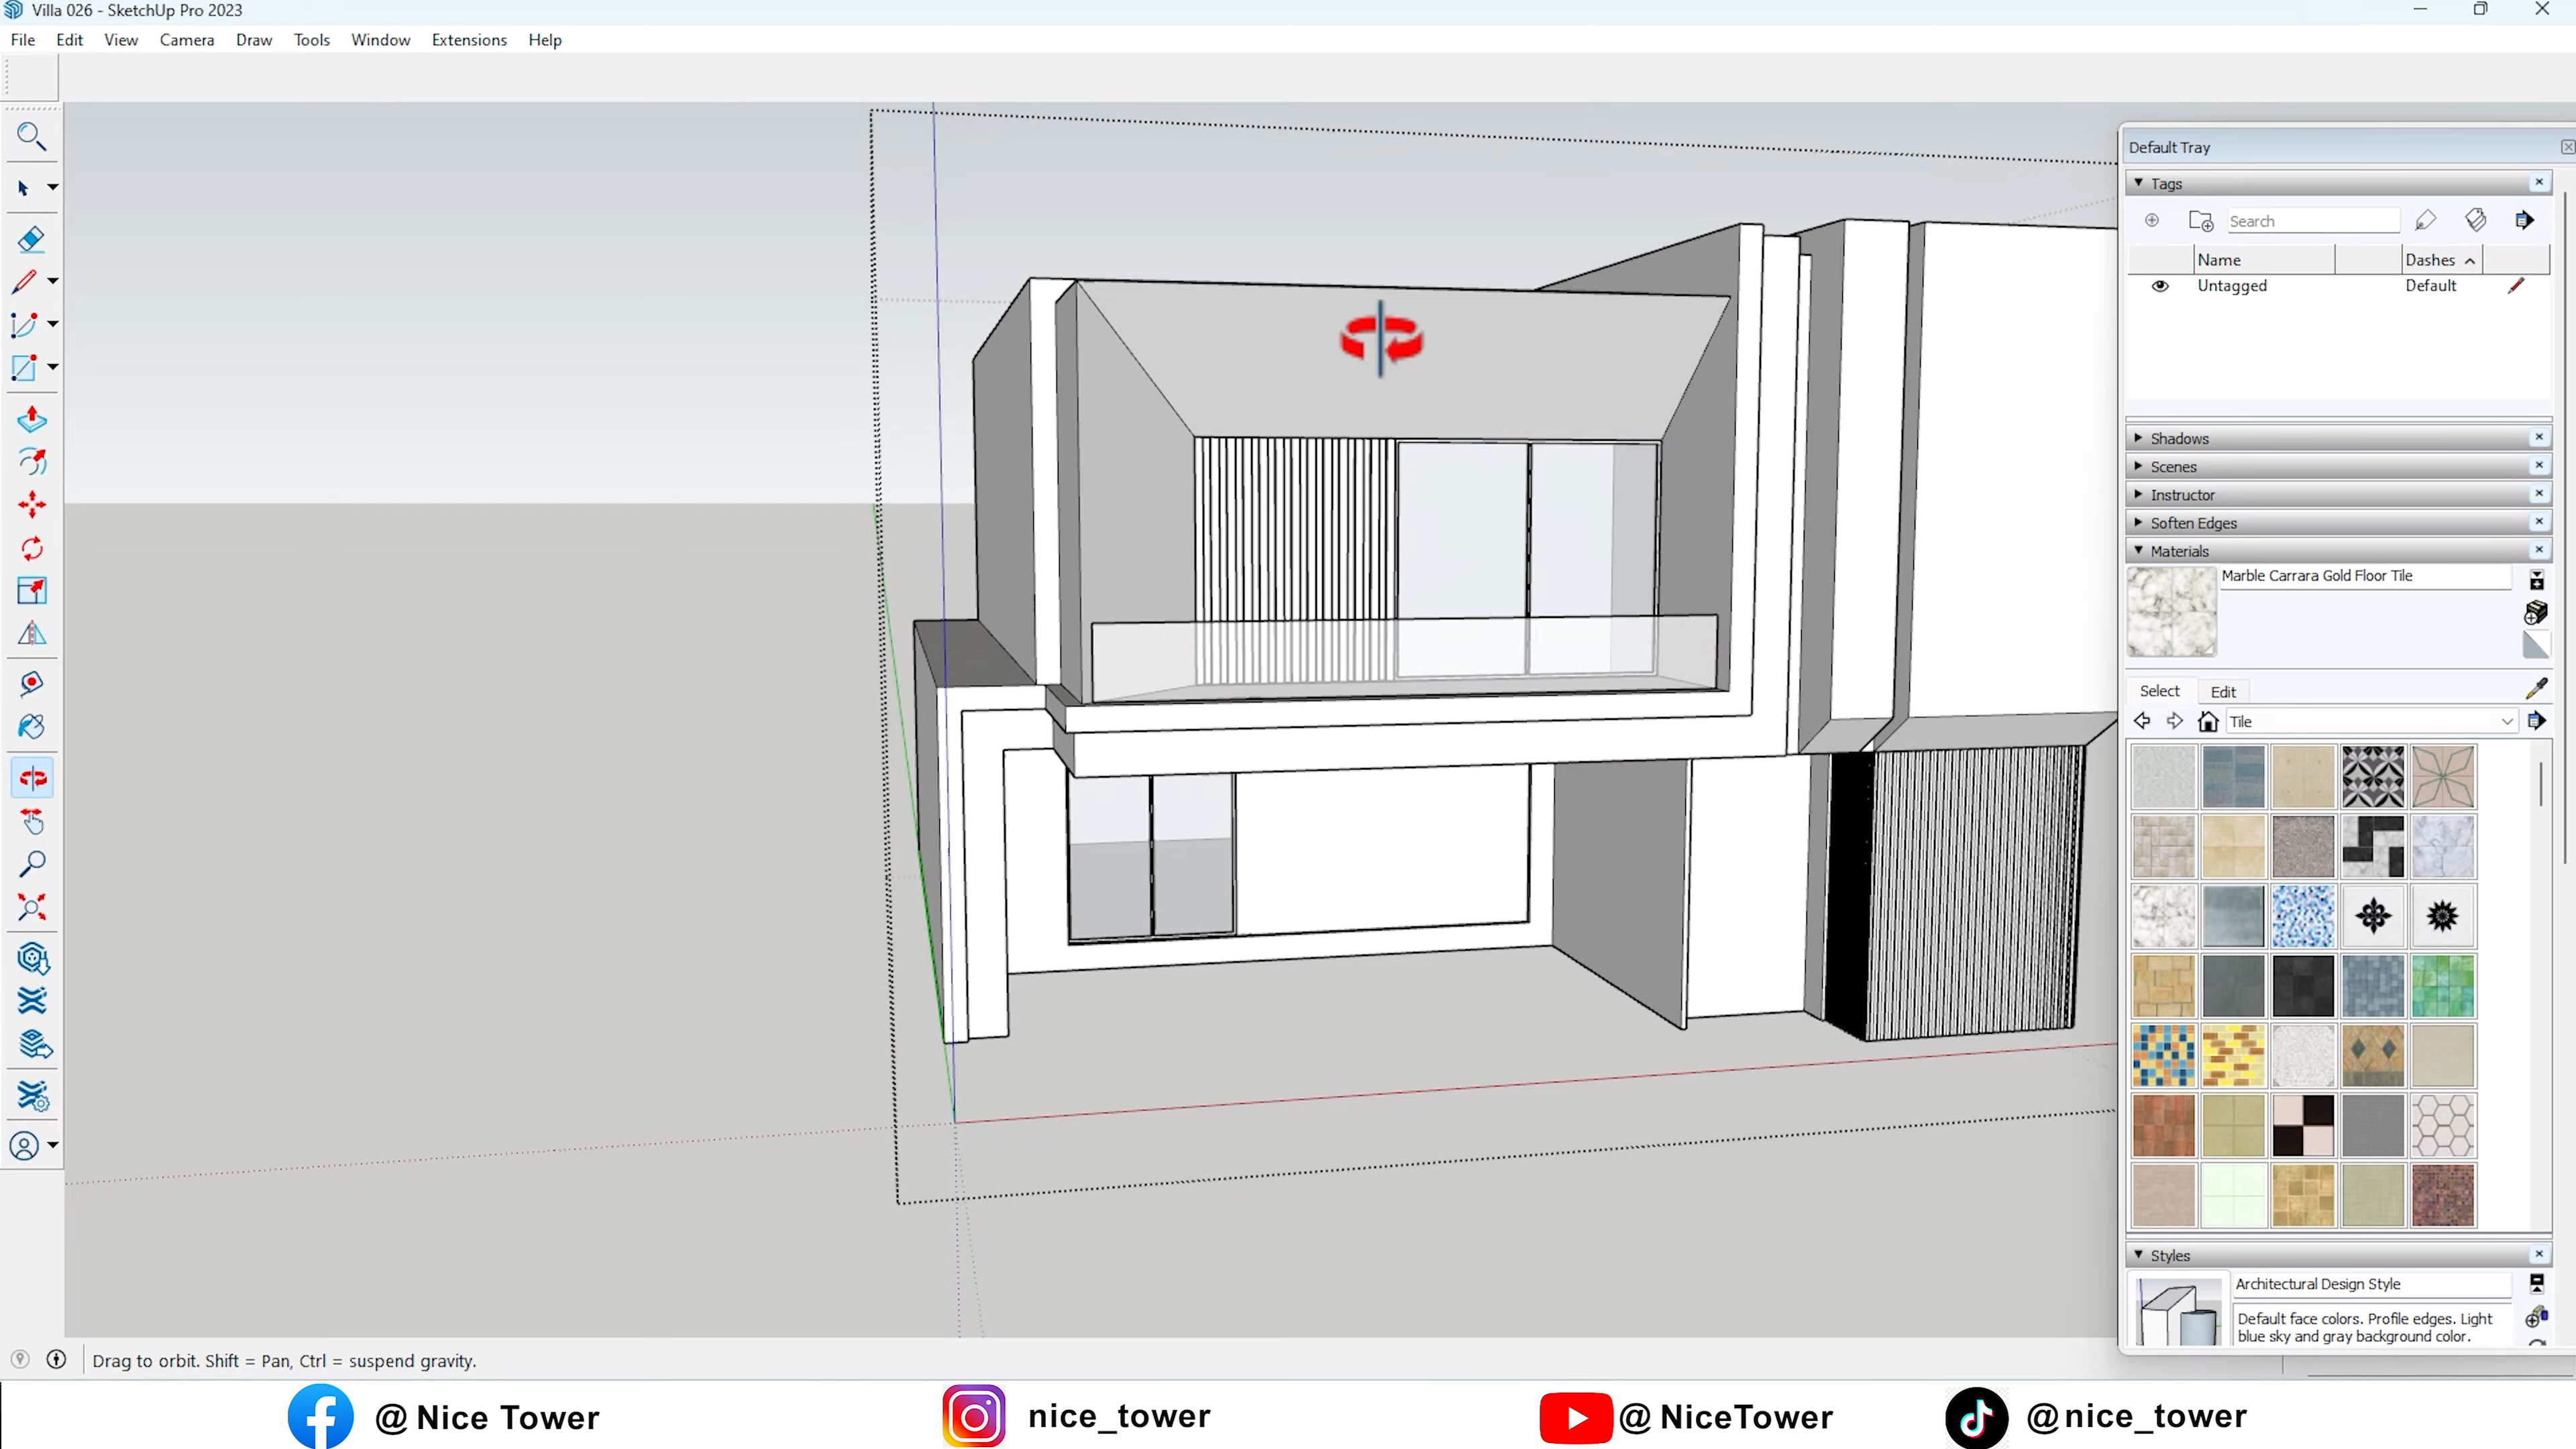 Villa 026 - SketchUp Pro 2023
File Edit View Camera Draw Tools Window Extensions Help
Default Tray
Tags
Search
Name Dashes
Untagged Default
Shadows
Scenes
Instructor
Soften Edges
Materials
Marble Carrara Gold Floor Tile
Select Edit
Tile
Styles
Architectural Design Style
Default face colors. Profile edges. Light
blue sky and gray background color.
Drag to orbit. Shift = Pan, Ctrl = suspend gravity.
@ Nice Tower nice_tower @ NiceTower @nice_tower